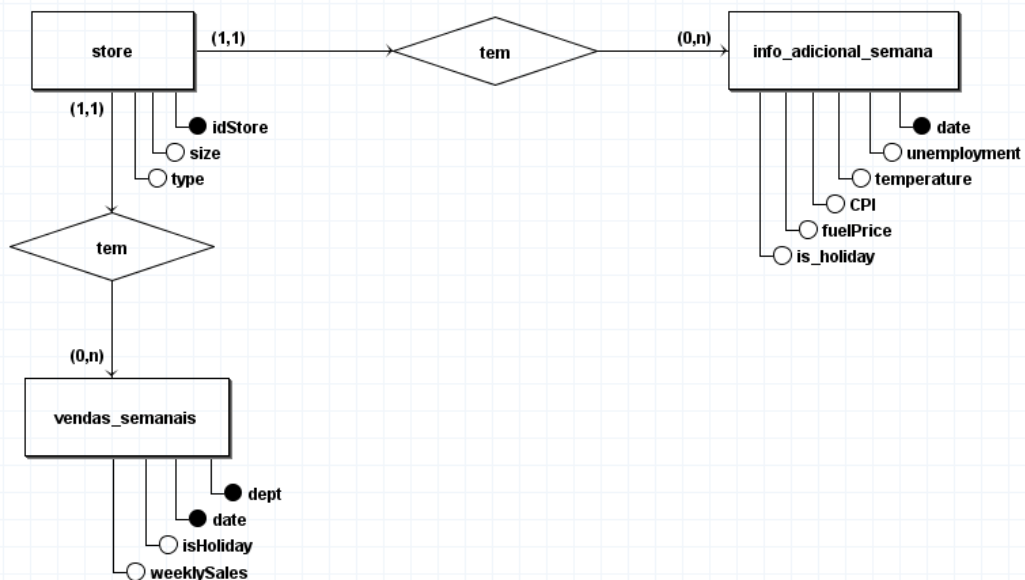 store
(1,1)
tem
(0,n)
info_adicional_semana
(1,1)
idStore
size
type
date
unemployment
temperature
CPI
fuelPrice
is_holiday
tem
(0,n)
vendas_semanais
dept
date
isHoliday
weeklySales